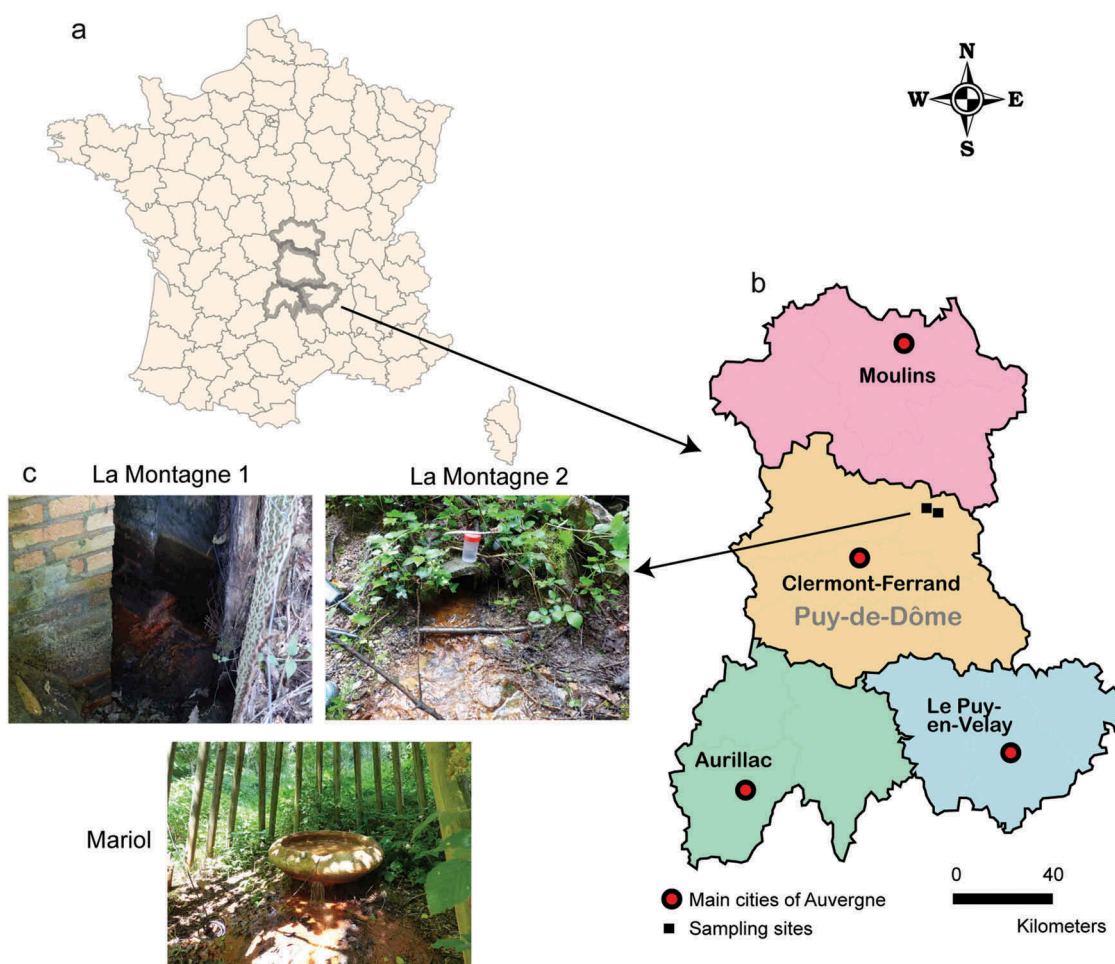 a
N
W E
S
b
Moulins
Clermont-Ferrand
Puy-de-Dôme
Le Puy-
en-Velay
Aurillac
0 40
Kilometers
Main cities of Auvergne
Sampling sites
c
La Montagne 1
La Montagne 2
Mariol